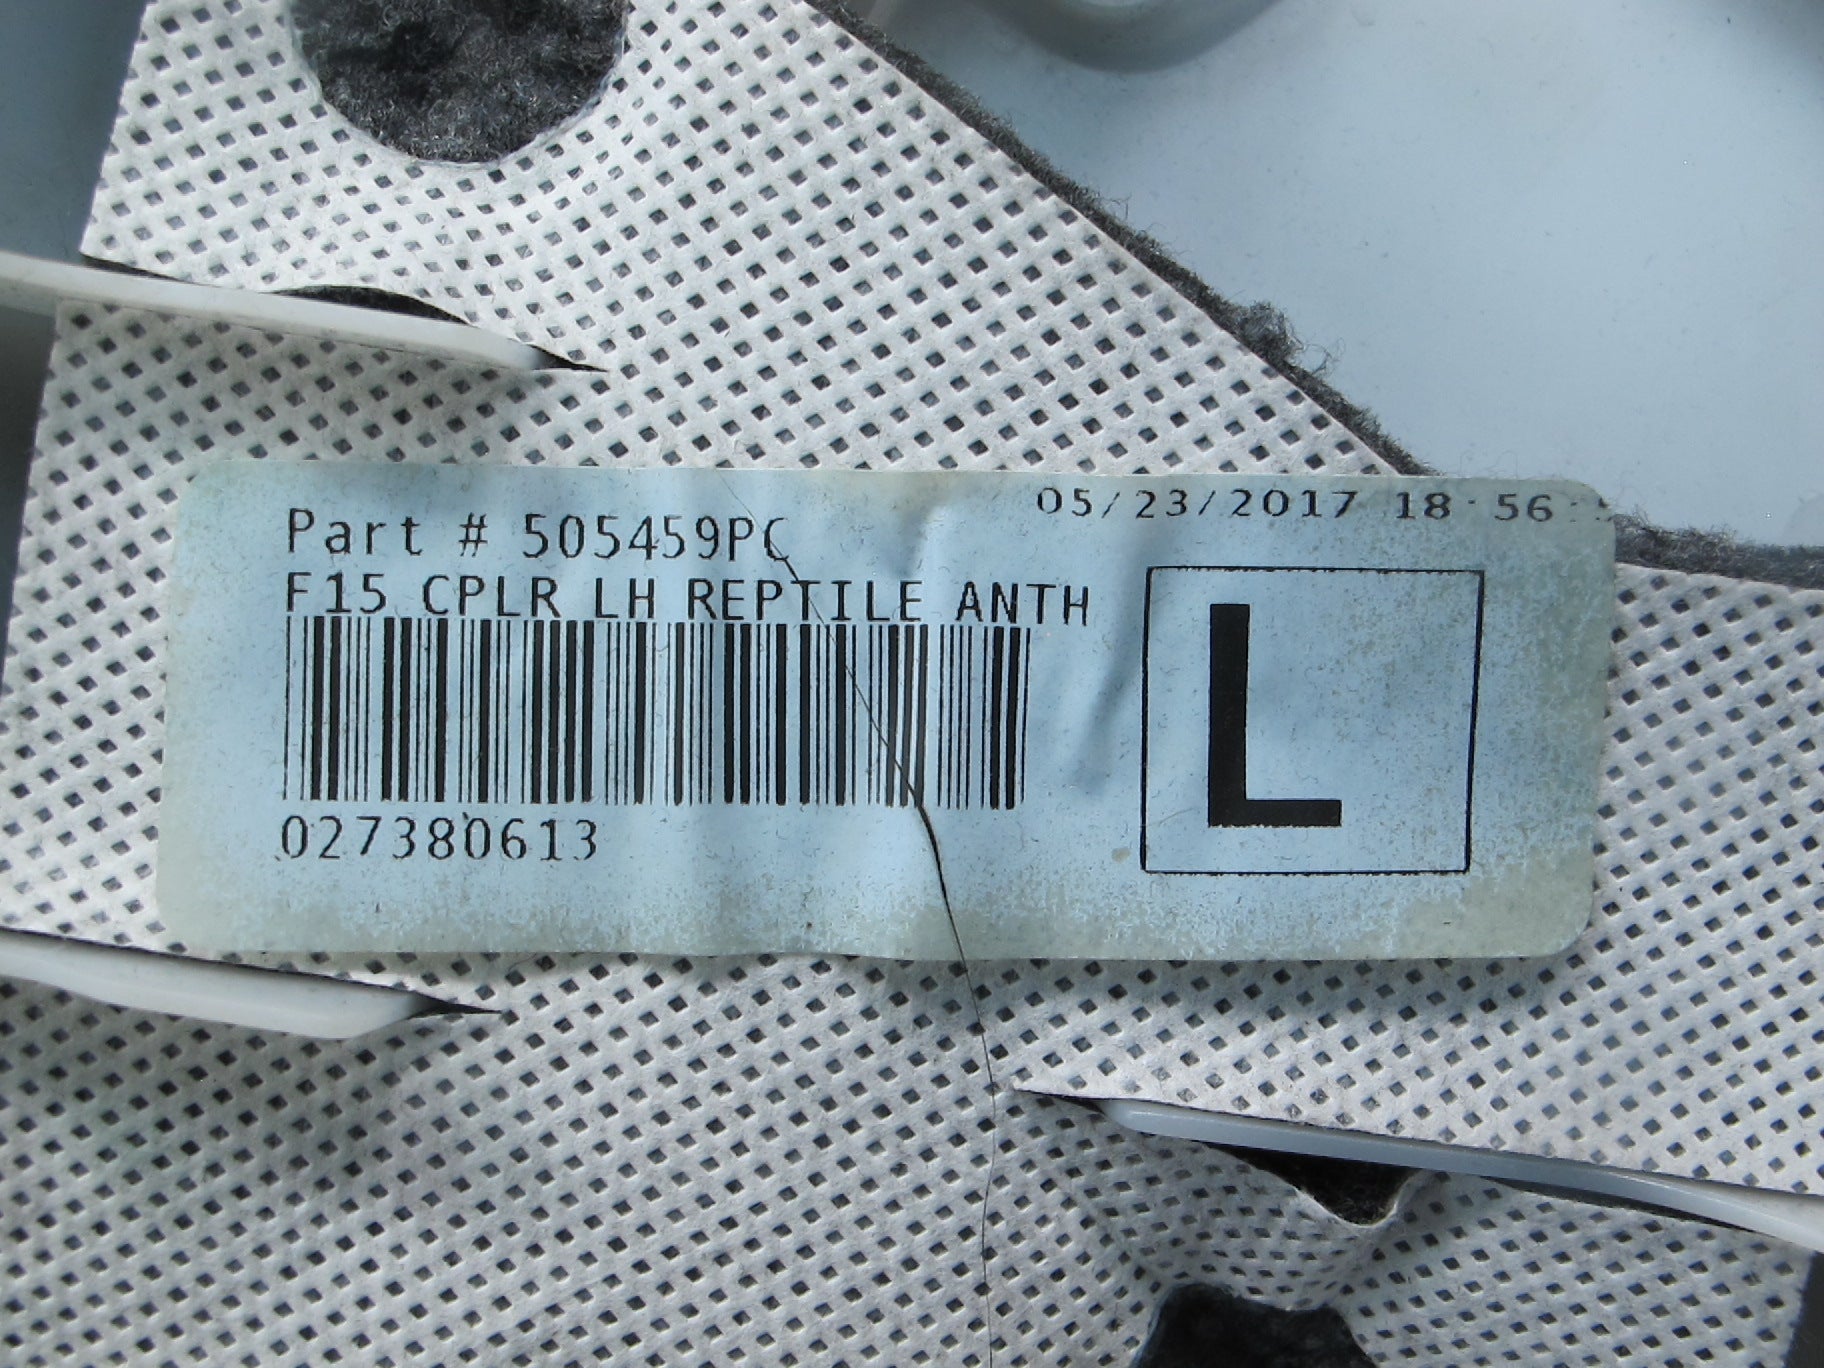 05/23/2017 18:56
Part # 505459PC
F15 CPLR LH REPTILE ANTH
L
027380613